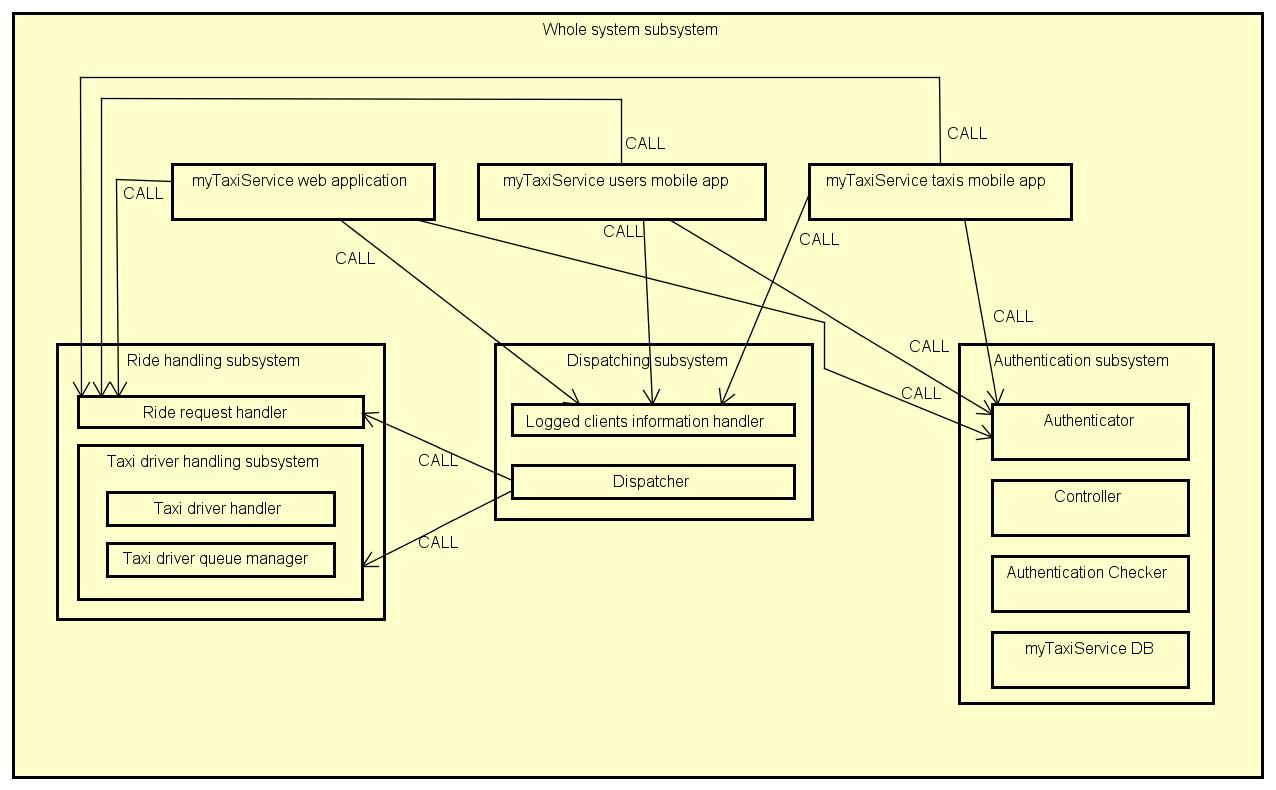 Whole system subsystem
CALL
CALL
myTaxiService web application
myTaxiService users mobile app
myTaxiService taxis mobile app
CALL
CALL
CALL
CALL
CALL
CALL
CALL
Ride handling subsystem
Dispatching subsystem
Authentication subsystem
Ride request handler
Logged clients information handler
Authenticator
CALL
Taxi driver handling subsystem
Dispatcher
Controller
Taxi driver handler
CALL
Taxi driver queue manager
Authentication Checker
myTaxiService DB